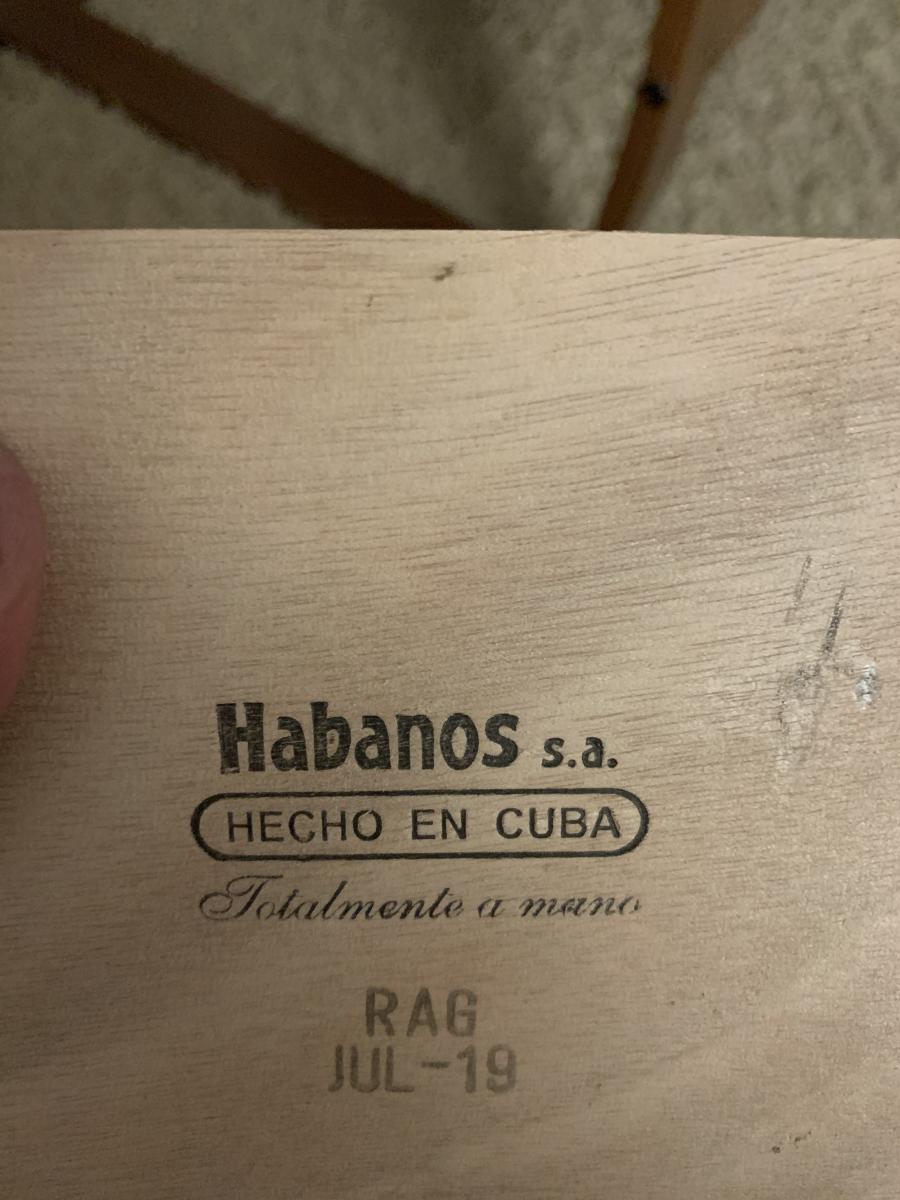 Habanos s.a.
HECHO EN CUBA
Totalmente a mano
RAG
JUL-19